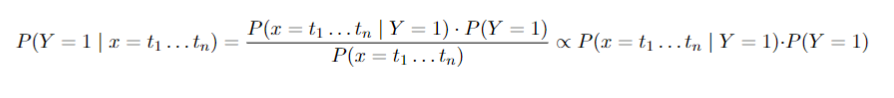 P(Y = 1 | x = t₁ … tₙ) = P(x = t₁ … tₙ | Y = 1) · P(Y = 1) / P(x = t₁ … tₙ) ∝ P(x = t₁ … tₙ | Y = 1)·P(Y = 1)